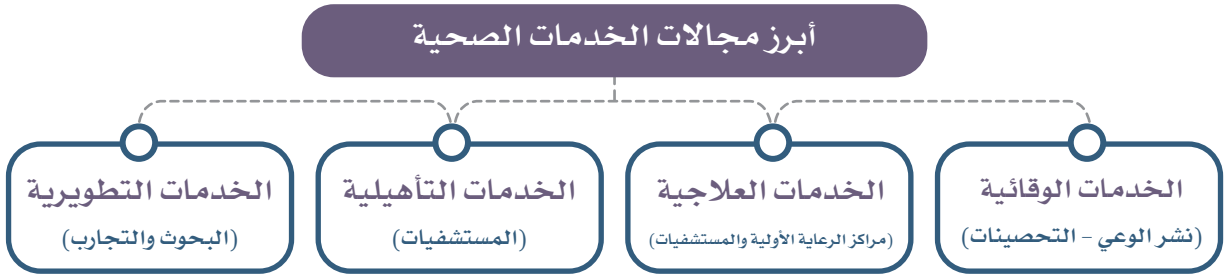 أبرز مجالات الخدمات الصحية
الخدمات الوقائية
(نشر الوعي – التحصينات)
الخدمات العلاجية
(مراكز الرعاية الأولية والمستشفيات)
الخدمات التأهيلية
(المستشفيات)
الخدمات التطويرية
(البحوث والتجارب)